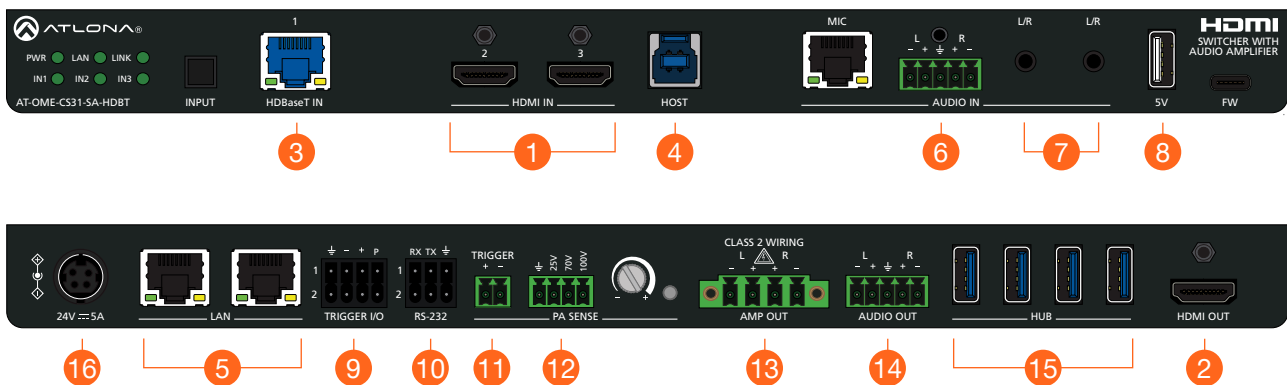 1 MIC L/R L/R HDMI
ATLONA®
2 3 L R SWITCHER WITH
PWR LAN LINK - + ⏚ + - AUDIO AMPLIFIER
IN1 IN2 IN3
AT-OME-CS31-SA-HDBT INPUT HDBaseT IN HDMI IN HOST AUDIO IN 5V FW
3 1 4 6 7 8
CLASS 2 WIRING
⏚ - + P RX TX ⏚ TRIGGER ⏚ 25V 70V 100V L R L R
+ - - + + - - + ⏚ + -
1 1
2 2 - +
24V ⎓ 5A LAN TRIGGER I/O RS-232 PA SENSE AMP OUT AUDIO OUT HUB HDMI OUT
16 5 9 10 11 12 13 14 15 2